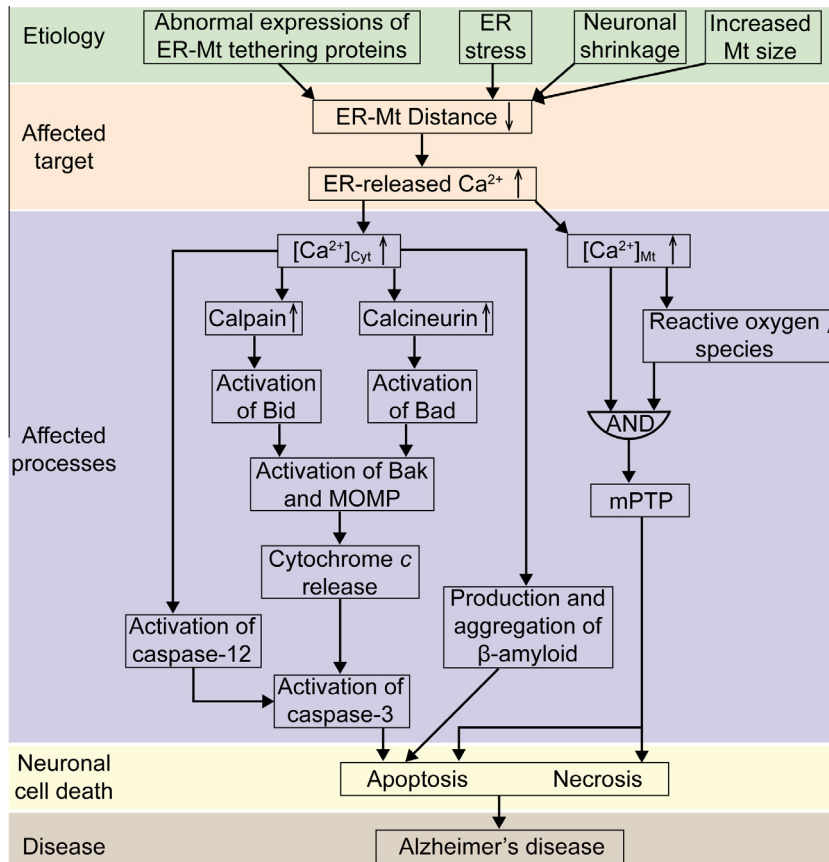 Etiology
Abnormal expressions of
ER-Mt tethering proteins
ER
stress
Neuronal
shrinkage
Increased
Mt size
Affected
target
ER-Mt Distance ↓
ER-released Ca²⁺ ↑
Affected
processes
[Ca²⁺]Cyt ↑
[Ca²⁺]Mt ↑
Calpain ↑
Calcineurin ↑
Reactive oxygen
species
Activation
of Bid
Activation
of Bad
AND
Activation of Bak
and MOMP
mPTP
Cytochrome c
release
Production and
aggregation of
β-amyloid
Activation of
caspase-12
Activation of
caspase-3
Neuronal
cell death
Apoptosis Necrosis
Disease
Alzheimer's disease